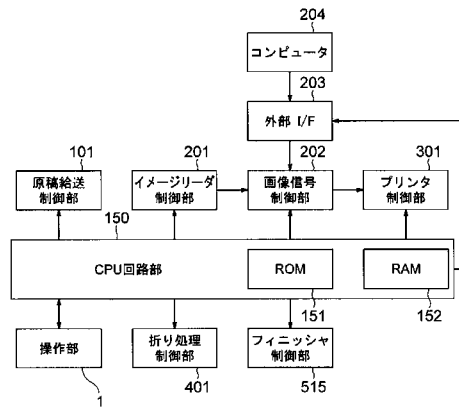 204
コンピュータ
203
外部 I/F
101
201
202
301
原稿給送
制御部
イメージリーダ
制御部
画像信号
制御部
プリンタ
制御部
150
CPU回路部
ROM
RAM
151
152
操作部
折り処理
制御部
フィニッシャ
制御部
1
401
515